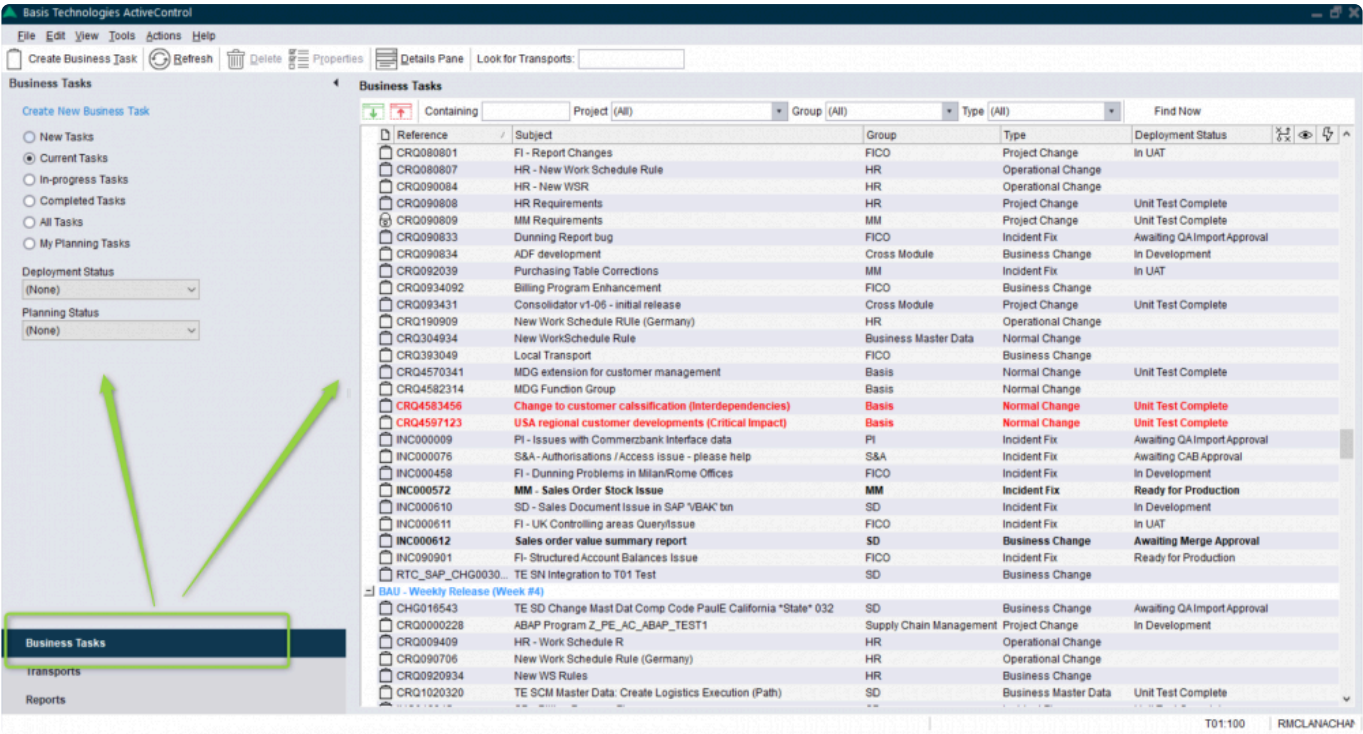 Basis Technologies ActiveControl
File Edit View Tools Actions Help
Create Business Task Refresh Delete Properties Details Pane Look for Transports:
Business Tasks
Create New Business Task
New Tasks
Current Tasks
In-progress Tasks
Completed Tasks
All Tasks
My Planning Tasks
Deployment Status
(None)
Planning Status
(None)
Business Tasks
Transports
Reports
Business Tasks
Containing Project (All) Group (All) Type (All) Find Now
Reference Subject Group Type Deployment Status
CRQ080801 FI - Report Changes FICO Project Change In UAT
CRQ080807 HR - New Work Schedule Rule HR Operational Change
CRQ090084 HR - New WSR HR Operational Change
CRQ090808 HR Requirements HR Project Change Unit Test Complete
CRQ090809 MM Requirements MM Project Change Unit Test Complete
CRQ090833 Dunning Report bug FICO Incident Fix Awaiting QA Import Approval
CRQ090834 ADF development Cross Module Business Change In Development
CRQ092039 Purchasing Table Corrections MM Incident Fix In UAT
CRQ0934092 Billing Program Enhancement FICO Business Change
CRQ093431 Consolidator v1-06 - initial release Cross Module Project Change Unit Test Complete
CRQ190909 New Work Schedule RUle (Germany) HR Operational Change
CRQ304934 New WorkSchedule Rule Business Master Data Normal Change
CRQ393049 Local Transport FICO Business Change
CRQ4570341 MDG extension for customer management Basis Normal Change Unit Test Complete
CRQ4582314 MDG Function Group Basis Normal Change
CRQ4583456 Change to customer calssification (Interdependencies) Basis Normal Change Unit Test Complete
CRQ4597123 USA regional customer developments (Critical Impact) Basis Normal Change Unit Test Complete
INC000009 PI - Issues with Commerzbank Interface data PI Incident Fix Awaiting QA Import Approval
INC000076 S&A - Authorisations / Access issue - please help S&A Incident Fix Awaiting CAB Approval
INC000458 FI - Dunning Problems in Milan/Rome Offices FICO Incident Fix In Development
INC000572 MM - Sales Order Stock Issue MM Incident Fix Ready for Production
INC000610 SD - Sales Document Issue in SAP 'VBAK' txn SD Incident Fix In Development
INC000611 FI - UK Controlling areas Query/Issue FICO Incident Fix In UAT
INC000612 Sales order value summary report SD Business Change Awaiting Merge Approval
INC090901 FI- Structured Account Balances Issue FICO Incident Fix Ready for Production
RTC_SAP_CHG0030... TE SN Integration to T01 Test SD Business Change
BAU - Weekly Release (Week #4)
CHG016543 TE SD Change Mast Dat Comp Code PaulE California *State* 032 SD Business Change Awaiting QA Import Approval
CRQ0000228 ABAP Program Z_PE_AC_ABAP_TEST1 Supply Chain Management Project Change In Development
CRQ009409 HR - Work Schedule R HR Operational Change
CRQ090706 New Work Schedule Rule (Germany) HR Operational Change
CRQ0920934 New WS Rules HR Business Change
CRQ1020320 TE SCM Master Data: Create Logistics Execution (Path) SD Business Master Data Unit Test Complete
T01:100 RMCLANACHAN